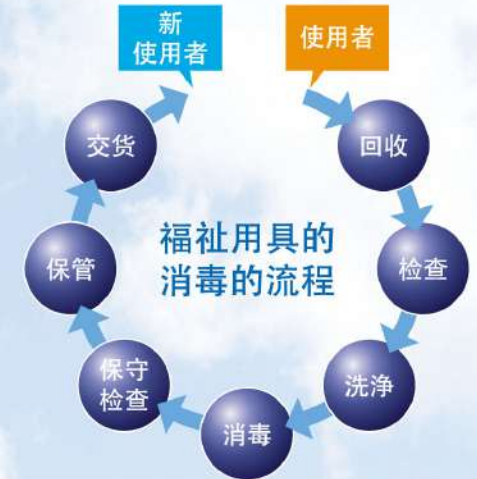 新
使用者
使用者
回收
检查
洗浄
消毒
保守
检查
保管
交货
福祉用具的
消毒的流程